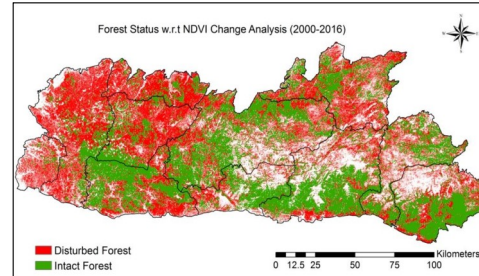 Forest Status w.r.t NDVI Change Analysis (2000-2016)
Disturbed Forest
Intact Forest
0 12.5 25 50 75 100
Kilometers